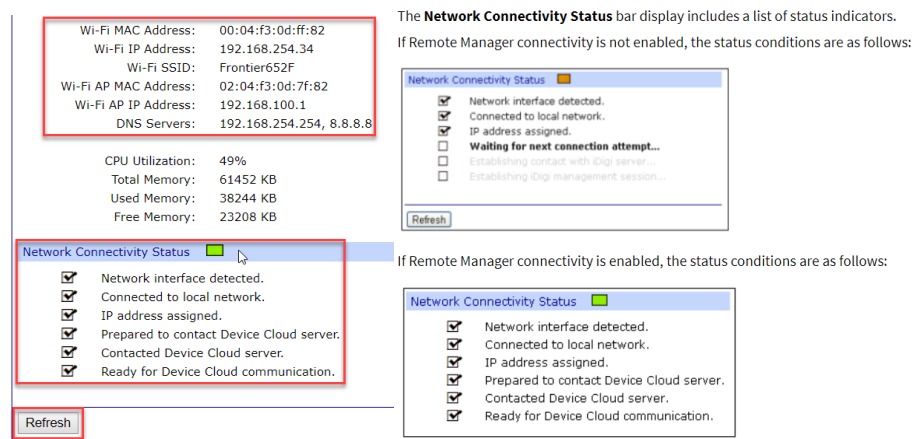 Wi-Fi MAC Address: 00:04:f3:0d:ff:82
Wi-Fi IP Address: 192.168.254.34
Wi-Fi SSID: Frontier652F
Wi-Fi AP MAC Address: 02:04:f3:0d:7f:82
Wi-Fi AP IP Address: 192.168.100.1
DNS Servers: 192.168.254.254, 8.8.8.8
CPU Utilization: 49%
Total Memory: 61452 KB
Used Memory: 38244 KB
Free Memory: 23208 KB
Network Connectivity Status
Network interface detected.
Connected to local network.
IP address assigned.
Prepared to contact Device Cloud server.
Contacted Device Cloud server.
Ready for Device Cloud communication.
Refresh
The Network Connectivity Status bar display includes a list of status indicators.
If Remote Manager connectivity is not enabled, the status conditions are as follows:
Network Connectivity Status
Network interface detected.
Connected to local network.
IP address assigned.
Waiting for next connection attempt...
Establishing contact with iDigi server...
Establishing iDigi management session...
Refresh
If Remote Manager connectivity is enabled, the status conditions are as follows:
Network Connectivity Status
Network interface detected.
Connected to local network.
IP address assigned.
Prepared to contact Device Cloud server.
Contacted Device Cloud server.
Ready for Device Cloud communication.